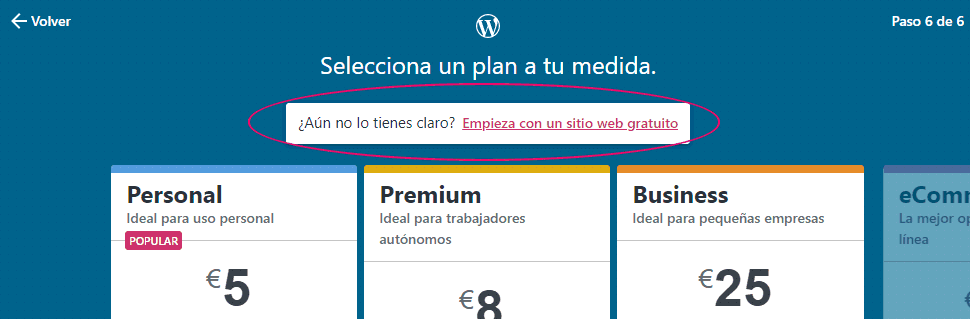 Volver
Paso 6 de 6
Selecciona un plan a tu medida.
¿Aún no lo tienes claro? Empieza con un sitio web gratuito
Personal
Ideal para uso personal
POPULAR
€5
Premium
Ideal para trabajadores
autónomos
€8
Business
Ideal para pequeñas empresas
€25
eComm
La mejor op
línea
€